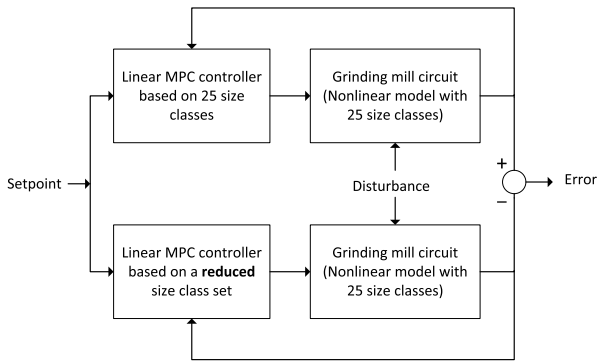 Linear MPC controller
based on 25 size
classes
Grinding mill circuit
(Nonlinear model with
25 size classes)
+
Setpoint
Disturbance
Error
−
Linear MPC controller
based on a reduced
size class set
Grinding mill circuit
(Nonlinear model with
25 size classes)